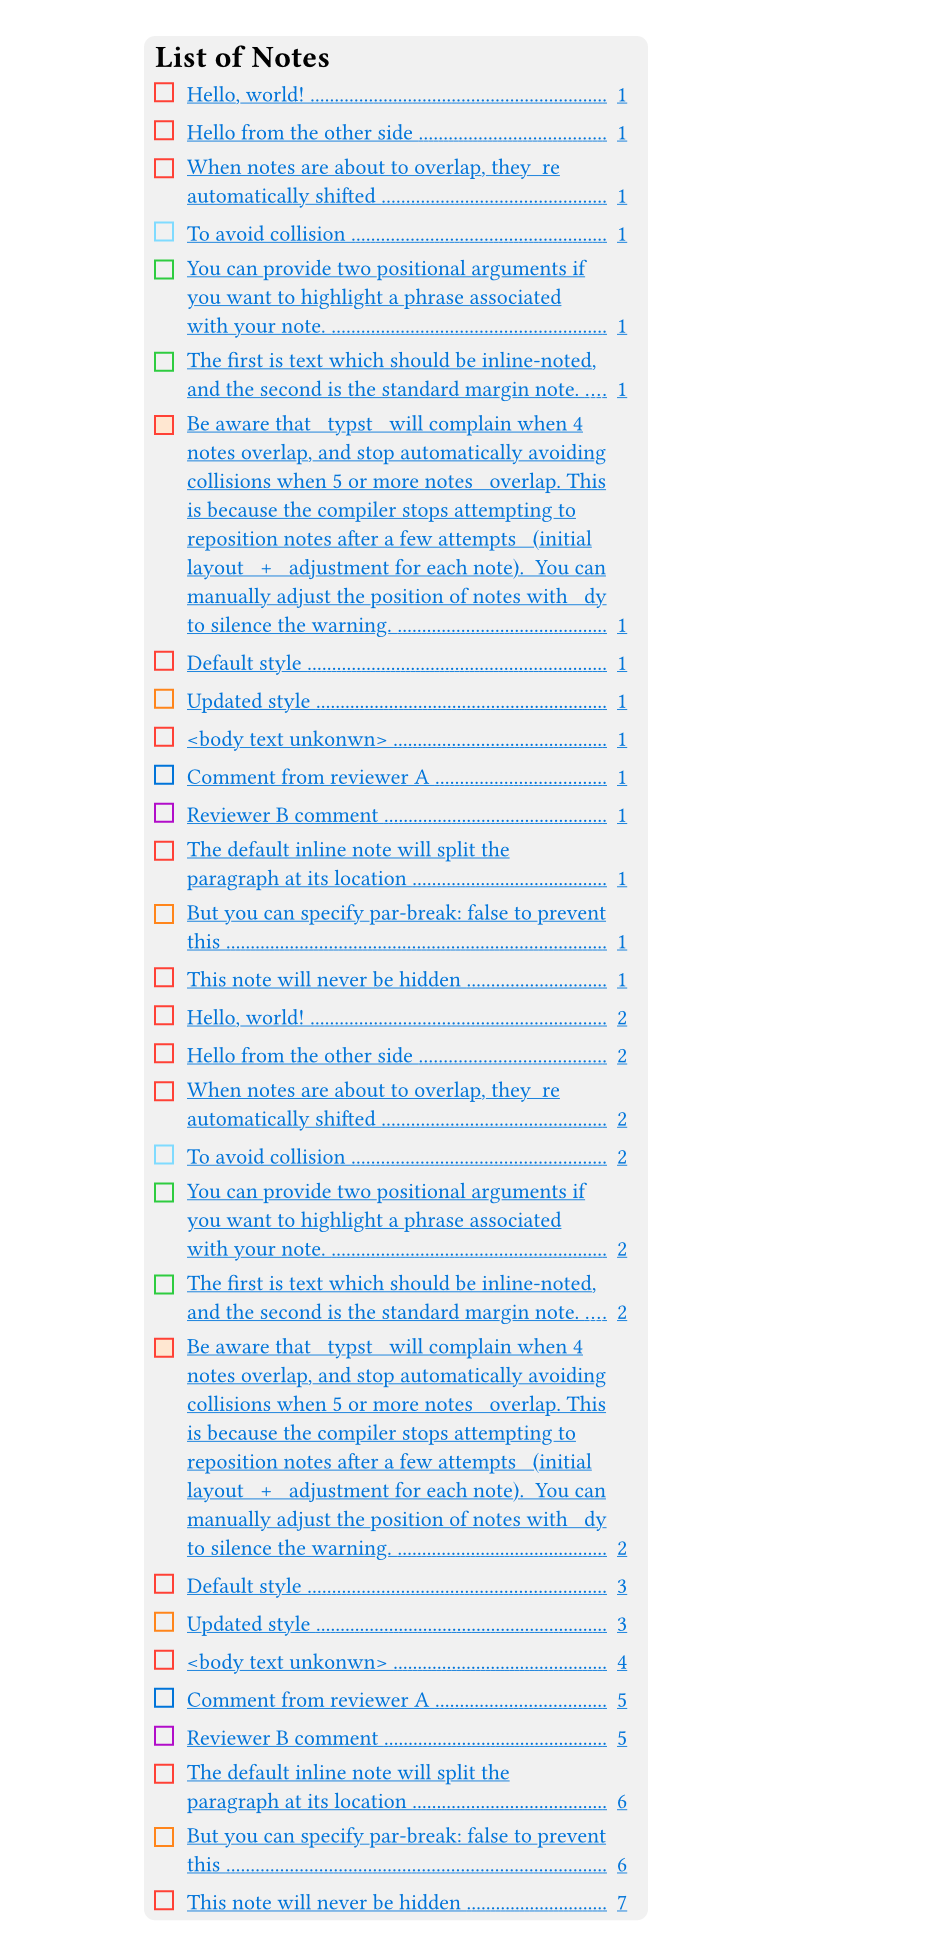 List of Notes
Hello, world! ............................................................. 1
Hello from the other side ....................................... 1
When notes are about to overlap, they re
automatically shifted .............................................. 1
To avoid collision ..................................................... 1
You can provide two positional arguments if
you want to highlight a phrase associated
with your note. ......................................................... 1
The first is text which should be inline-noted,
and the second is the standard margin note. .... 1
Be aware that typst will complain when 4
notes overlap, and stop automatically avoiding
collisions when 5 or more notes overlap. This
is because the compiler stops attempting to
reposition notes after a few attempts (initial
layout + adjustment for each note). You can
manually adjust the position of notes with dy
to silence the warning. ........................................... 1
Default style .............................................................. 1
Updated style ............................................................ 1
<body text unkonwn> ............................................ 1
Comment from reviewer A ................................... 1
Reviewer B comment .............................................. 1
The default inline note will split the
paragraph at its location ........................................ 1
But you can specify par-break: false to prevent
this .............................................................................. 1
This note will never be hidden ............................. 1
Hello, world! ............................................................. 2
Hello from the other side ....................................... 2
When notes are about to overlap, they re
automatically shifted .............................................. 2
To avoid collision ..................................................... 2
You can provide two positional arguments if
you want to highlight a phrase associated
with your note. ......................................................... 2
The first is text which should be inline-noted,
and the second is the standard margin note. .... 2
Be aware that typst will complain when 4
notes overlap, and stop automatically avoiding
collisions when 5 or more notes overlap. This
is because the compiler stops attempting to
reposition notes after a few attempts (initial
layout + adjustment for each note). You can
manually adjust the position of notes with dy
to silence the warning. ........................................... 2
Default style .............................................................. 3
Updated style ............................................................ 3
<body text unkonwn> ............................................ 4
Comment from reviewer A ................................... 5
Reviewer B comment .............................................. 5
The default inline note will split the
paragraph at its location ........................................ 6
But you can specify par-break: false to prevent
this .............................................................................. 6
This note will never be hidden ............................. 7